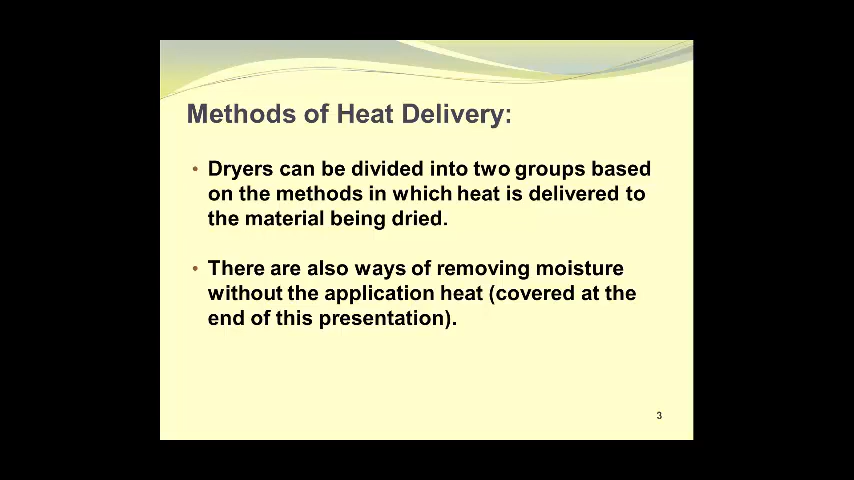 Methods of Heat Delivery:
• Dryers can be divided into two groups based
on the methods in which heat is delivered to
the material being dried.
• There are also ways of removing moisture
without the application heat (covered at the
end of this presentation).
3